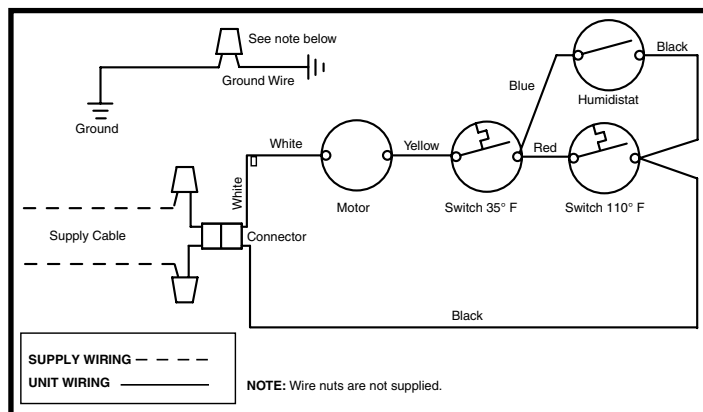 See note below
Ground Wire
Ground
Black
Blue
Humidistat
White
Yellow
Red
White
Motor
Switch 35° F
Switch 110° F
Supply Cable
Connector
Black
SUPPLY WIRING
UNIT WIRING
NOTE: Wire nuts are not supplied.